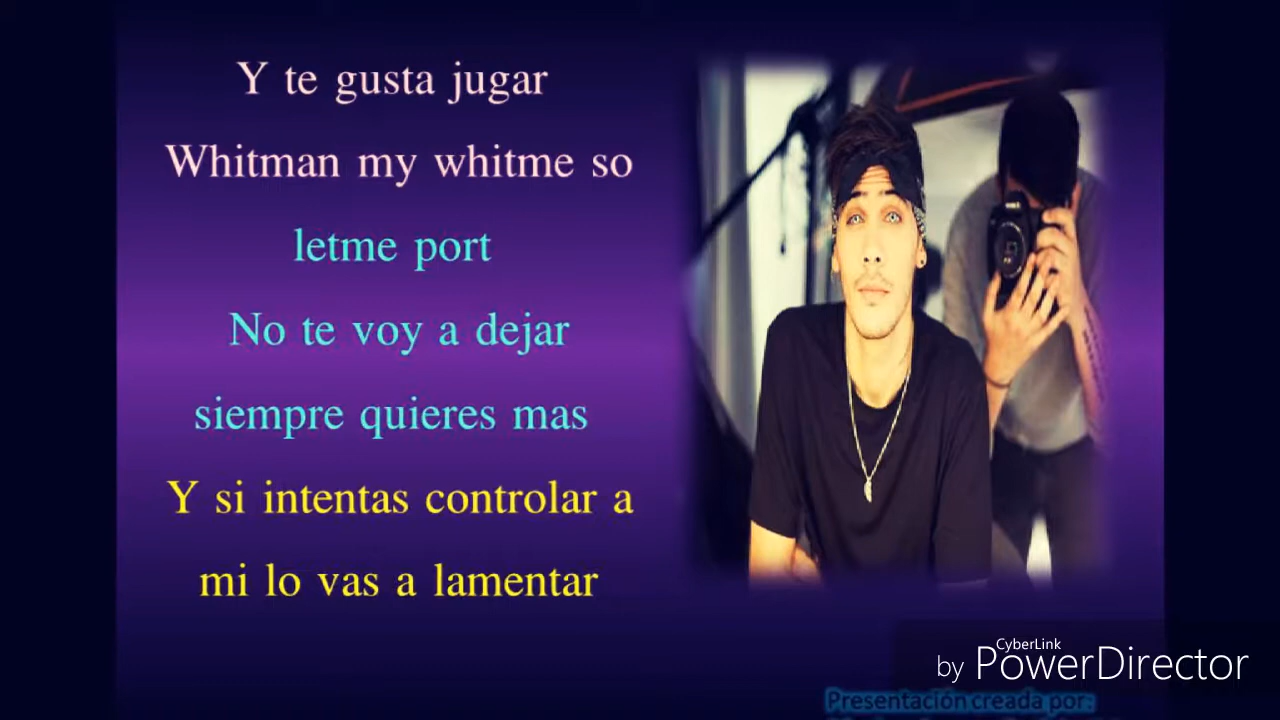 Y te gusta jugar
Whitman my whitme so
letme port
No te voy a dejar
siempre quieres mas
Y si intentas controlar a
mi lo vas a lamentar
CyberLink
by PowerDirector
Presentación creada por: